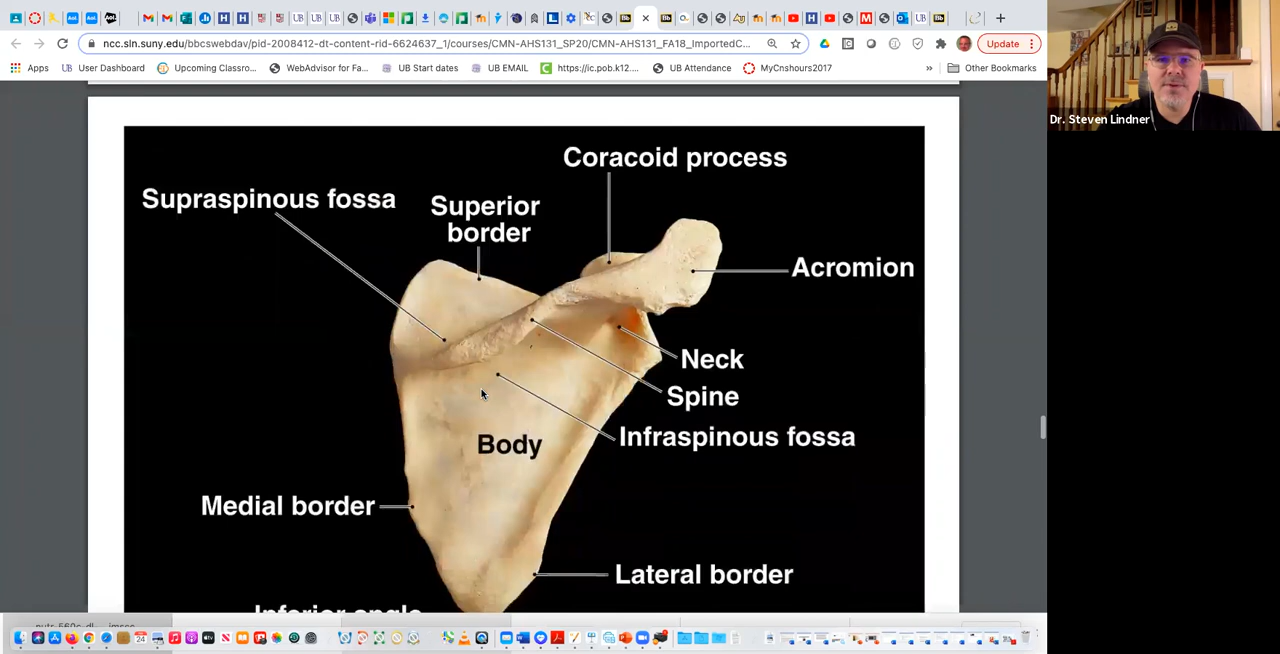 ncc.sln.suny.edu/bbcswebdav/pid-2008412-dt-content-rid-6624637_1/courses/CMN-AHS131_SP20/CMN-AHS131_FA18_ImportedC...
Update
Apps
User Dashboard
Upcoming Classro...
WebAdvisor for Fa...
UB Start dates
UB EMAIL
https://ic.pob.k12....
UB Attendance
MyCnshours2017
»
Other Bookmarks
Dr. Steven Lindner
Coracoid process
Supraspinous fossa
Superior
border
Acromion
Neck
Spine
Infraspinous fossa
Body
Medial border
Lateral border
Inferior angle